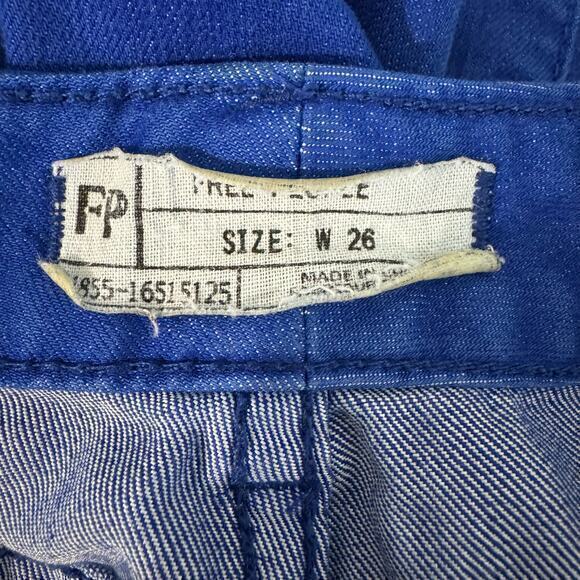 FP
FREE PEOPLE
SIZE: W 26
955-16515125
MADE IN